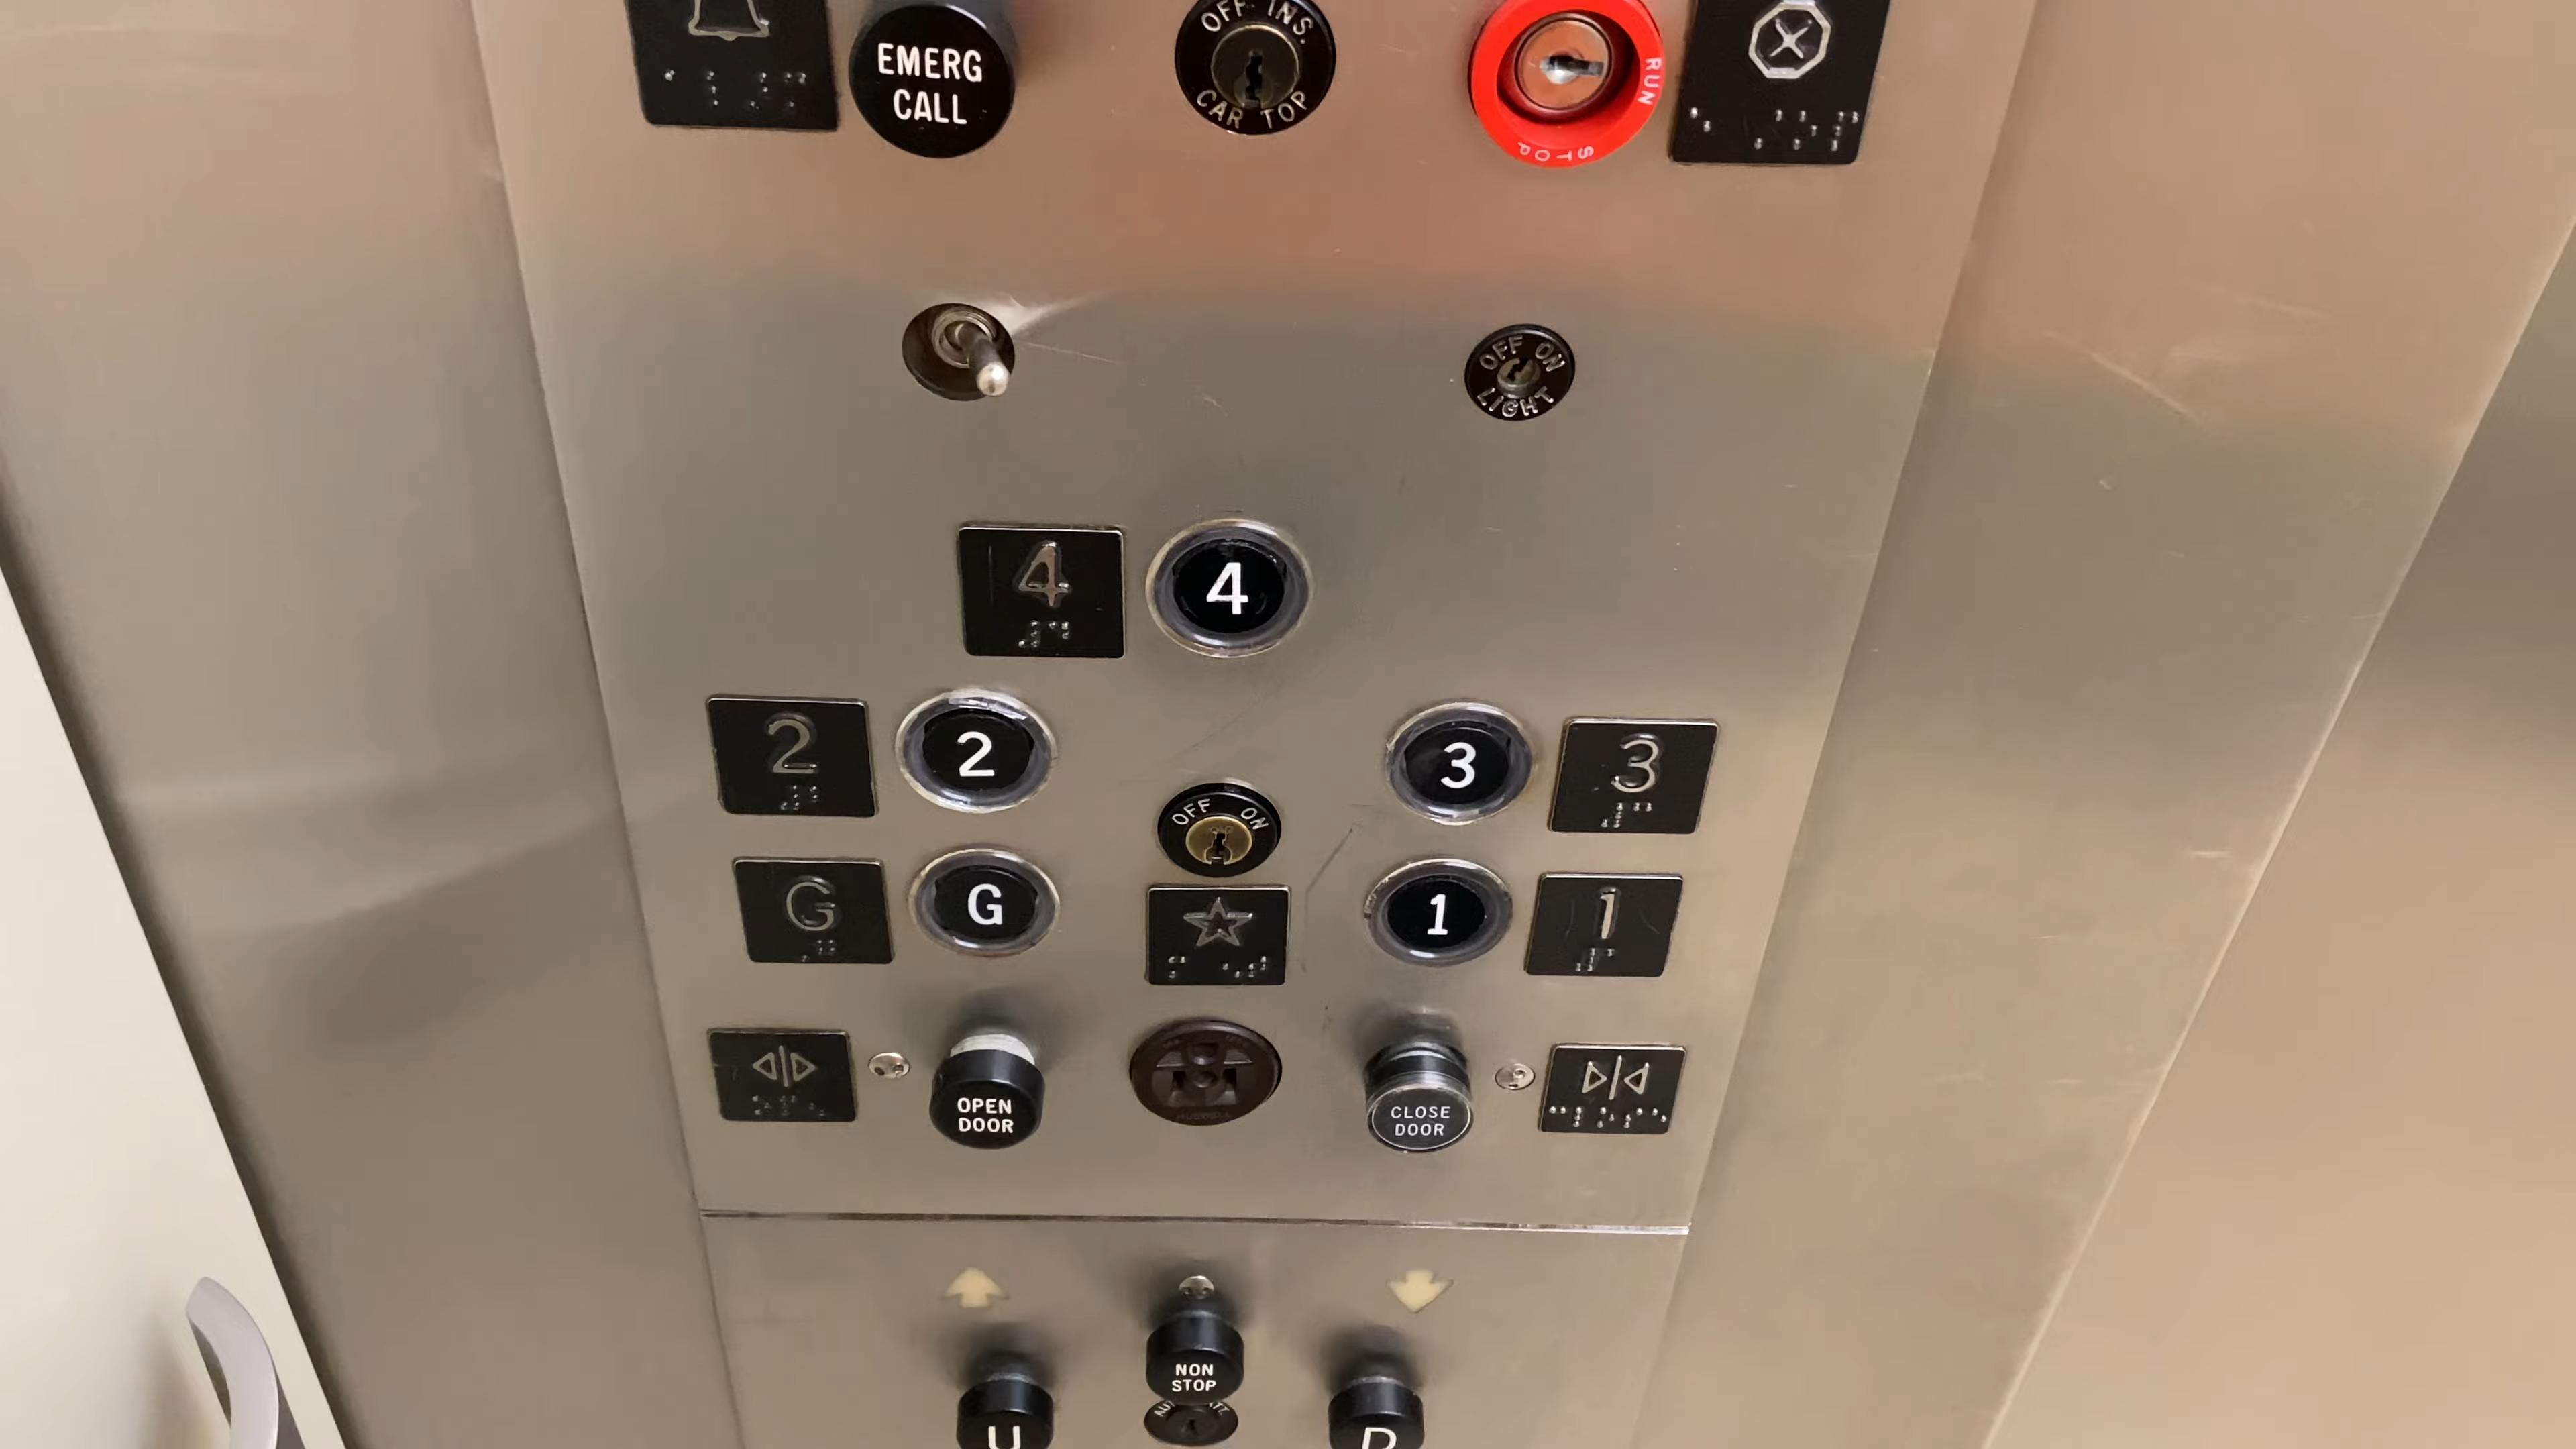 EMERG
CALL
OFF INS.
CAR TOP
RUN
STOP
OFF ON
LIGHT
4 4
2 2
3 3
OFF ON
G G
1 1
OPEN
DOOR
HUBBELL
CLOSE
DOOR
NON
STOP
U
D